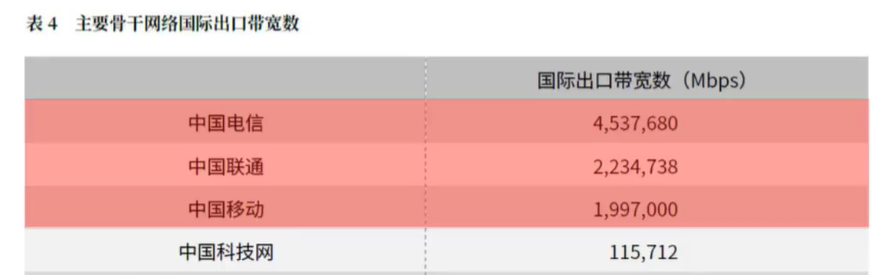 表 4 主要骨干网络国际出口带宽数
国际出口带宽数（Mbps）
中国电信 4,537,680
中国联通 2,234,738
中国移动 1,997,000
中国科技网 115,712